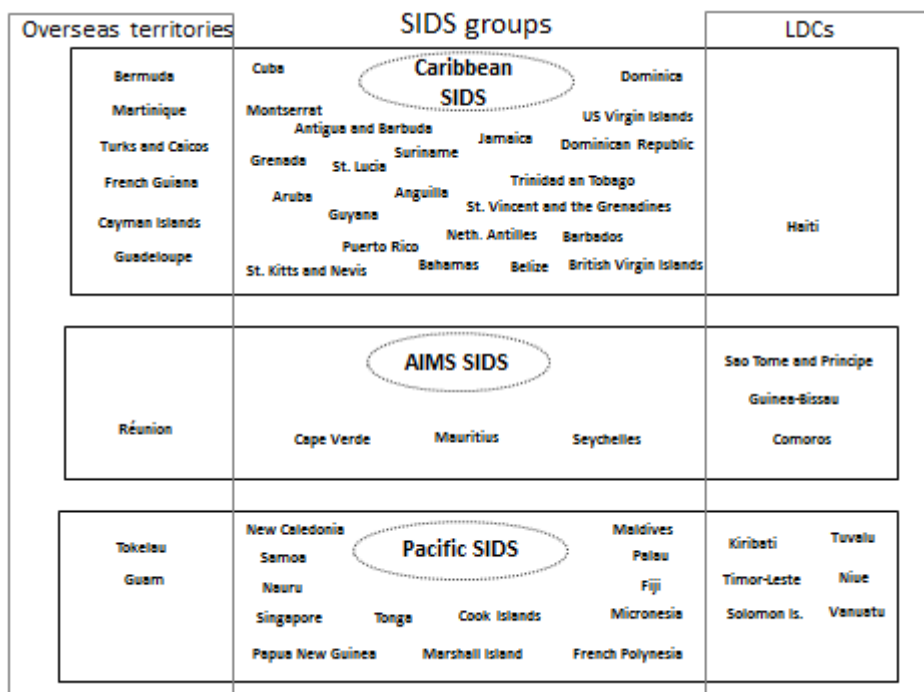 Overseas territories
SIDS groups
LDCs
Caribbean
SIDS
Bermuda
Martinique
Turks and Caicos
French Guiana
Cayman Islands
Guadeloupe
Cuba
Dominica
Montserrat
US Virgin Islands
Antigua and Barbuda
Jamaica
Dominican Republic
Suriname
Grenada
St. Lucia
Trinidad an Tobago
Aruba
Anguilla
St. Vincent and the Grenadines
Guyana
Neth. Antilles
Barbados
Puerto Rico
St. Kitts and Nevis
Bahamas
Belize
British Virgin Islands
Haiti
AIMS SIDS
Réunion
Cape Verde
Mauritius
Seychelles
Sao Tome and Principe
Guinea-Bissau
Comoros
Pacific SIDS
Tokelau
Guam
New Caledonia
Samoa
Nauru
Singapore
Tonga
Cook Islands
Papua New Guinea
Marshall Island
Maldives
Palau
Fiji
Micronesia
French Polynesia
Kiribati
Tuvalu
Timor-Leste
Niue
Solomon Is.
Vanuatu